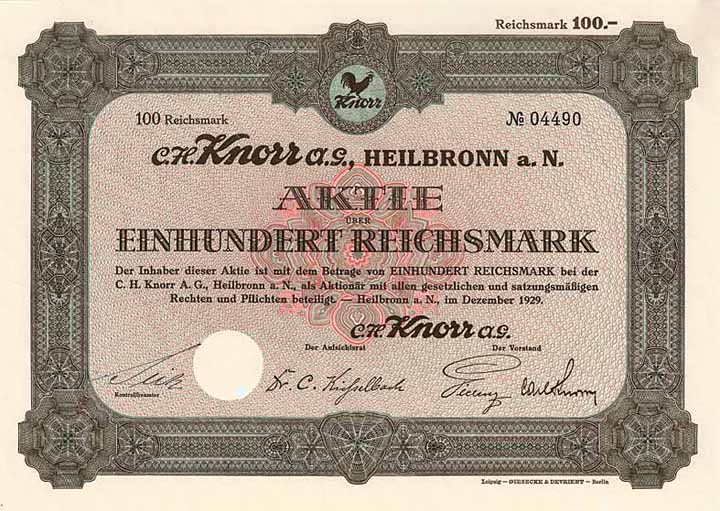 Reichsmark 100.–
Knorr
100 Reichsmark
№ 04490
C.H. Knorr A.G., HEILBRONN a. N.
AKTIE
ÜBER
EINHUNDERT REICHSMARK
Der Inhaber dieser Aktie ist mit dem Betrage von EINHUNDERT REICHSMARK bei der
C. H. Knorr A. G., Heilbronn a. N., als Aktionär mit allen gesetzlichen und satzungsmäßigen
Rechten und Pflichten beteiligt. — Heilbronn a. N., im Dezember 1929.
C.H. Knorr A.G.
Der Aufsichtsrat
Der Vorstand
Dr. C.
Kontrollbeamter
Leipzig — GIESECKE & DEVRIENT — Berlin